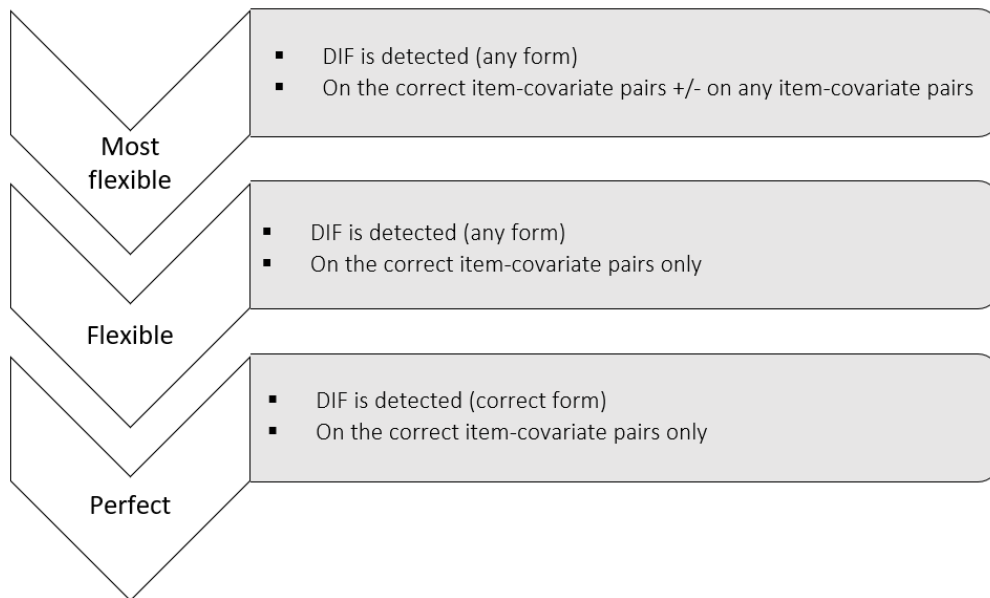 ▪ DIF is detected (any form)
▪ On the correct item-covariate pairs +/- on any item-covariate pairs
Most
flexible
▪ DIF is detected (any form)
▪ On the correct item-covariate pairs only
Flexible
▪ DIF is detected (correct form)
▪ On the correct item-covariate pairs only
Perfect